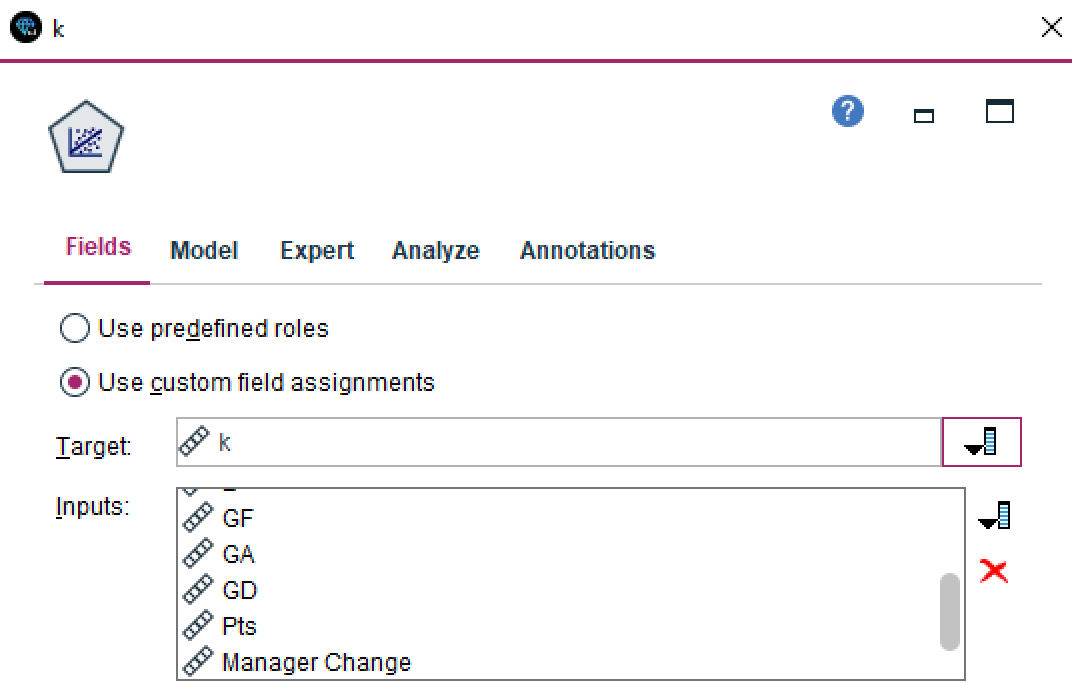 k
?
Fields Model Expert Analyze Annotations
Use predefined roles
Use custom field assignments
Target: k
Inputs:
GF
GA
GD
Pts
Manager Change